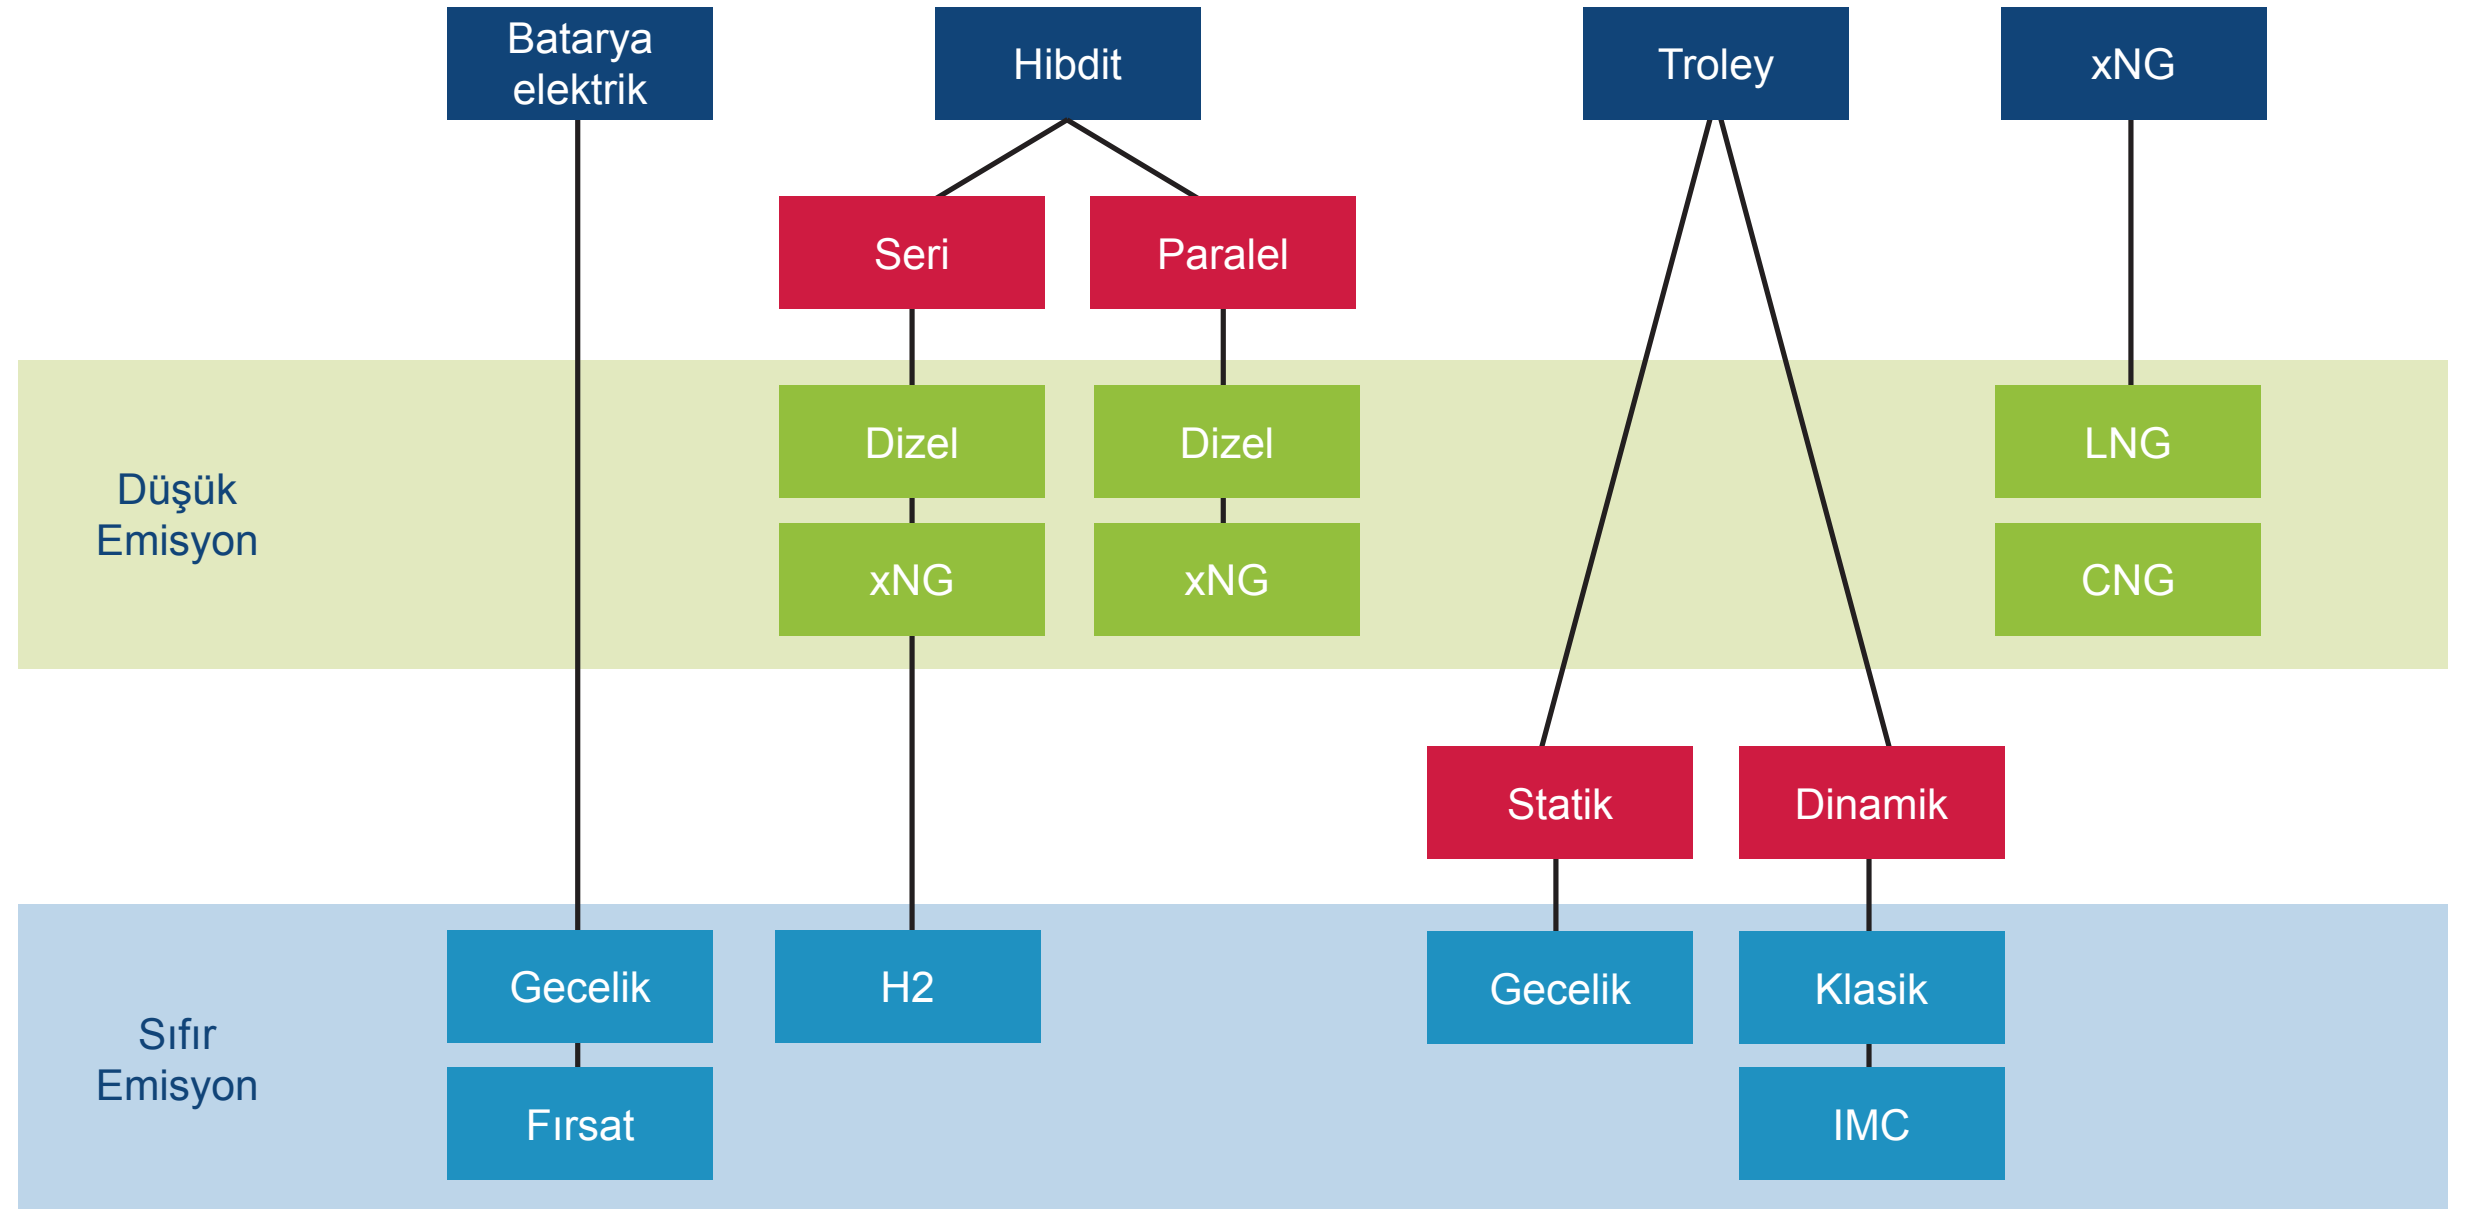 Batarya
elektrik
Hibdit
Troley
xNG
Seri
Paralel
Düşük
Emisyon
Dizel
Dizel
LNG
xNG
xNG
CNG
Statik
Dinamik
Sıfır
Emisyon
Gecelik
H2
Gecelik
Klasik
Fırsat
IMC